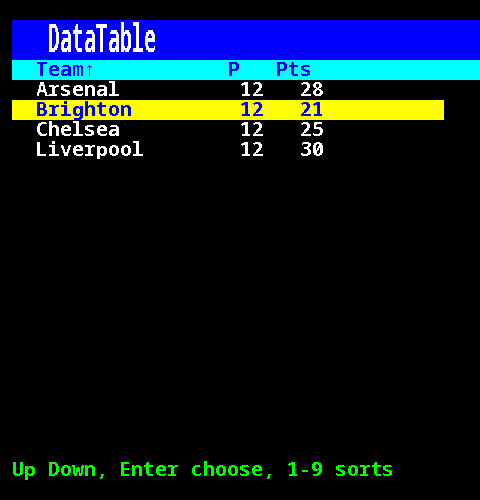 DataTable
Team↑ P Pts
Arsenal 12 28
Brighton 12 21
Chelsea 12 25
Liverpool 12 30
Up Down, Enter choose, 1-9 sorts